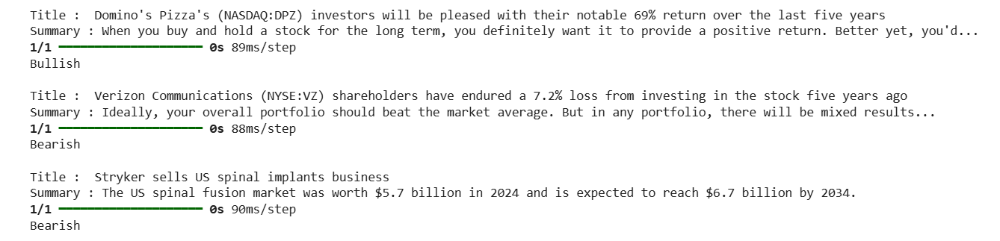 Title :  Domino's Pizza's (NASDAQ:DPZ) investors will be pleased with their notable 69% return over the last five years
Summary : When you buy and hold a stock for the long term, you definitely want it to provide a positive return. Better yet, you'd...
1/1 ━━━━━━━━━━━━━━━━━━━━ 0s 89ms/step
Bullish

Title :  Verizon Communications (NYSE:VZ) shareholders have endured a 7.2% loss from investing in the stock five years ago
Summary : Ideally, your overall portfolio should beat the market average. But in any portfolio, there will be mixed results...
1/1 ━━━━━━━━━━━━━━━━━━━━ 0s 88ms/step
Bearish

Title :  Stryker sells US spinal implants business
Summary : The US spinal fusion market was worth $5.7 billion in 2024 and is expected to reach $6.7 billion by 2034.
1/1 ━━━━━━━━━━━━━━━━━━━━ 0s 90ms/step
Bearish